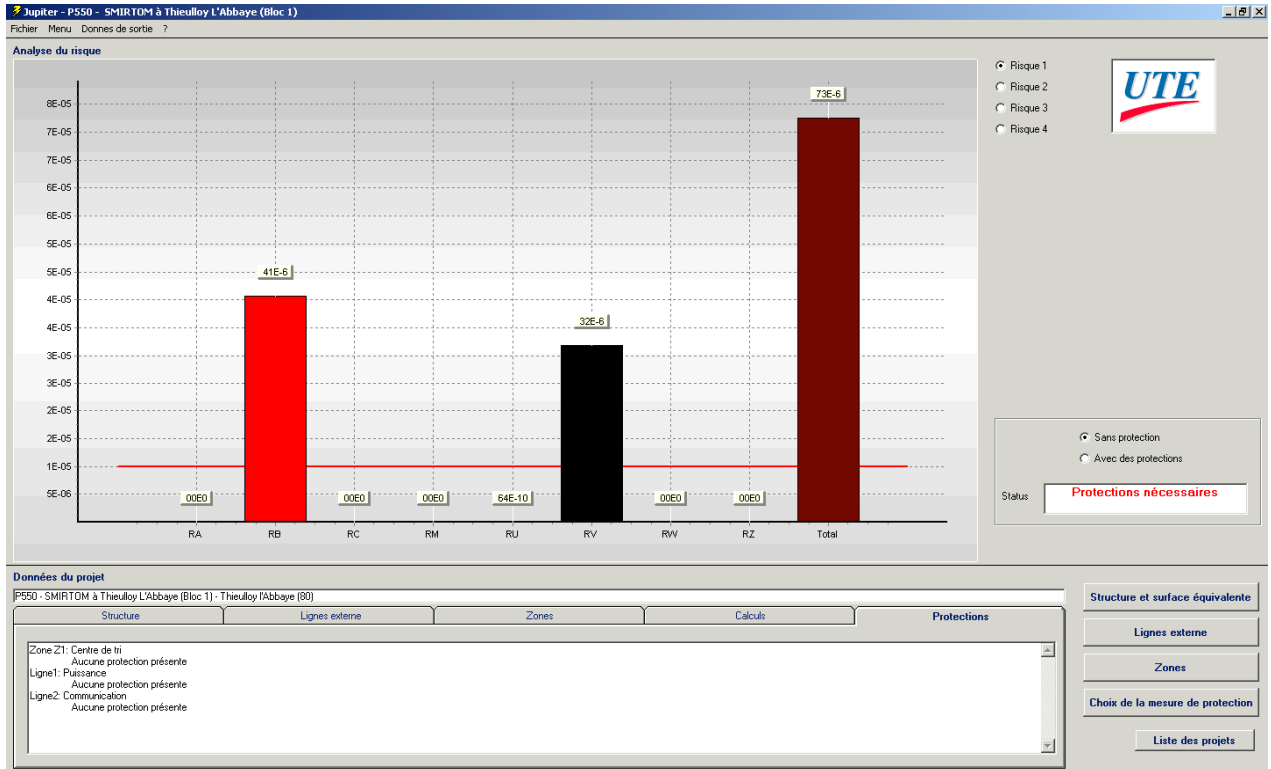 Jupiter - P550 - SMIRTOM à Thieulloy L'Abbaye (Bloc 1)
Fichier Menu Donnes de sortie ?
Analyse du risque
8E-05
7E-05
7E-05
6E-05
6E-05
5E-05
5E-05
4E-05
4E-05
3E-05
3E-05
2E-05
2E-05
1E-05
5E-06
00E0
41E-6
00E0
00E0
64E-10
32E-6
00E0
00E0
73E-6
RA RB RC RM RU RV RW RZ Total
Risque 1
Risque 2
Risque 3
Risque 4
UTE
Sans protection
Avec des protections
Status Protections nécessaires
Données du projet
P550 - SMIRTOM à Thieulloy L'Abbaye (Bloc 1) - Thieulloy l'Abbaye (80)
Structure Lignes externe Zones Calculs Protections
Zone Z1: Centre de tri
Aucune protection présente
Ligne1: Puissance
Aucune protection présente
Ligne2: Communication
Aucune protection présente
Structure et surface équivalente
Lignes externe
Zones
Choix de la mesure de protection
Liste des projets